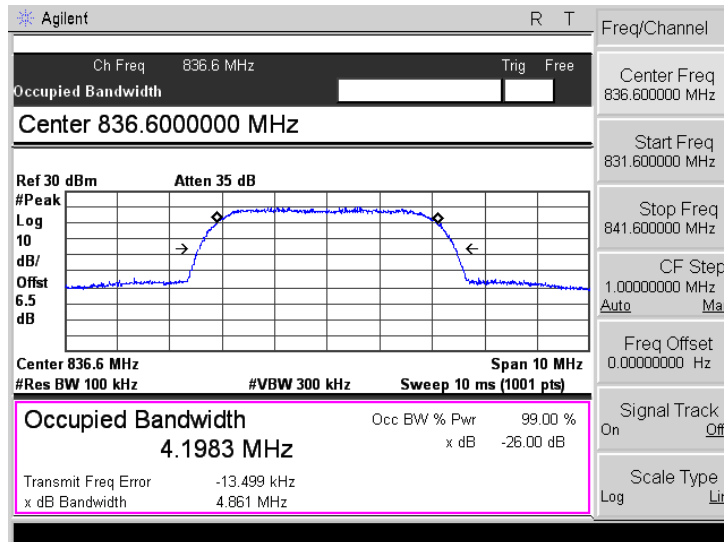 Agilent
R T
Ch Freq 836.6 MHz Trig Free
Occupied Bandwidth
Center 836.6000000 MHz
Ref 30 dBm Atten 35 dB
#Peak
Log
10
dB/
Offst
6.5
dB
Center 836.6 MHz Span 10 MHz
#Res BW 100 kHz #VBW 300 kHz Sweep 10 ms (1001 pts)
Occupied Bandwidth Occ BW % Pwr 99.00 %
4.1983 MHz x dB -26.00 dB
Transmit Freq Error -13.499 kHz
x dB Bandwidth 4.861 MHz
Freq/Channel
Center Freq
836.600000 MHz
Start Freq
831.600000 MHz
Stop Freq
841.600000 MHz
CF Step
1.00000000 MHz
Auto Ma
Freq Offset
0.00000000 Hz
Signal Track
On Off
Scale Type
Log Lin